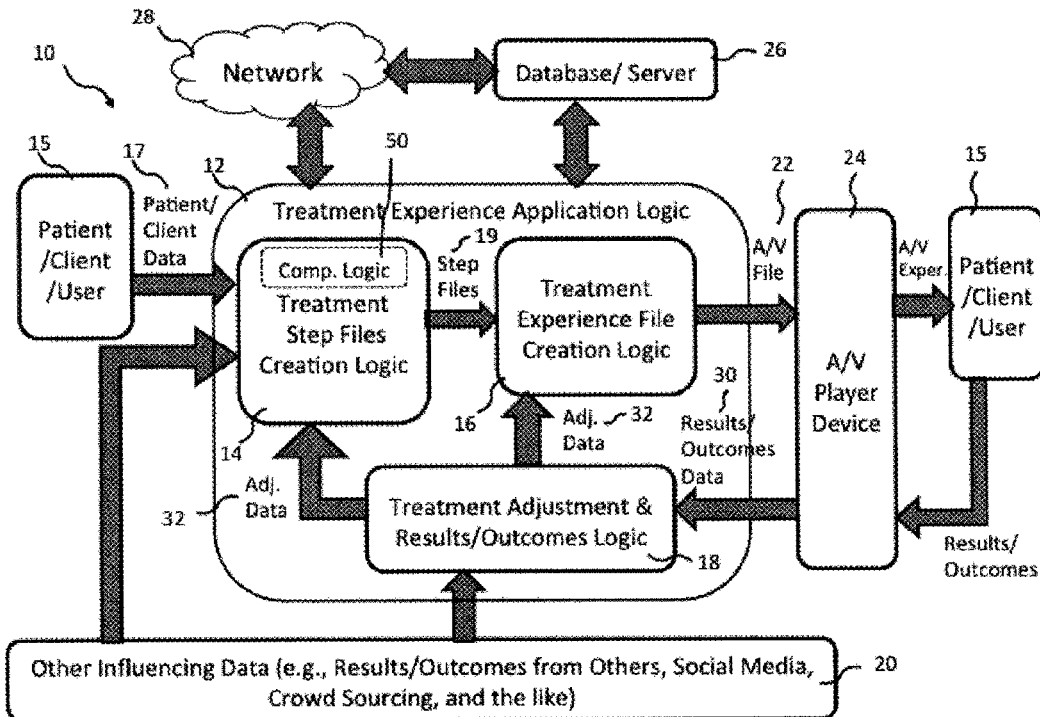 28
26
10
Network
Database/ Server
50
15
17
12
22
24
15
Patient/
Client
Data
Treatment Experience Application Logic
19
Patient
/Client
/User
Comp. Logic
Treatment
Step Files
Creation Logic
Step
Files
Treatment
Experience File
Creation Logic
A/V
File
A/V
Exper.
Patient
/Client
/User
A/V
Player
Device
14
16
Adj.
Data
32
30
Results/
Outcomes
Data
32
Adj.
Data
Treatment Adjustment &
Results/Outcomes Logic
18
Results/
Outcomes
Other Influencing Data (e.g., Results/Outcomes from Others, Social Media,
Crowd Sourcing, and the like)
20